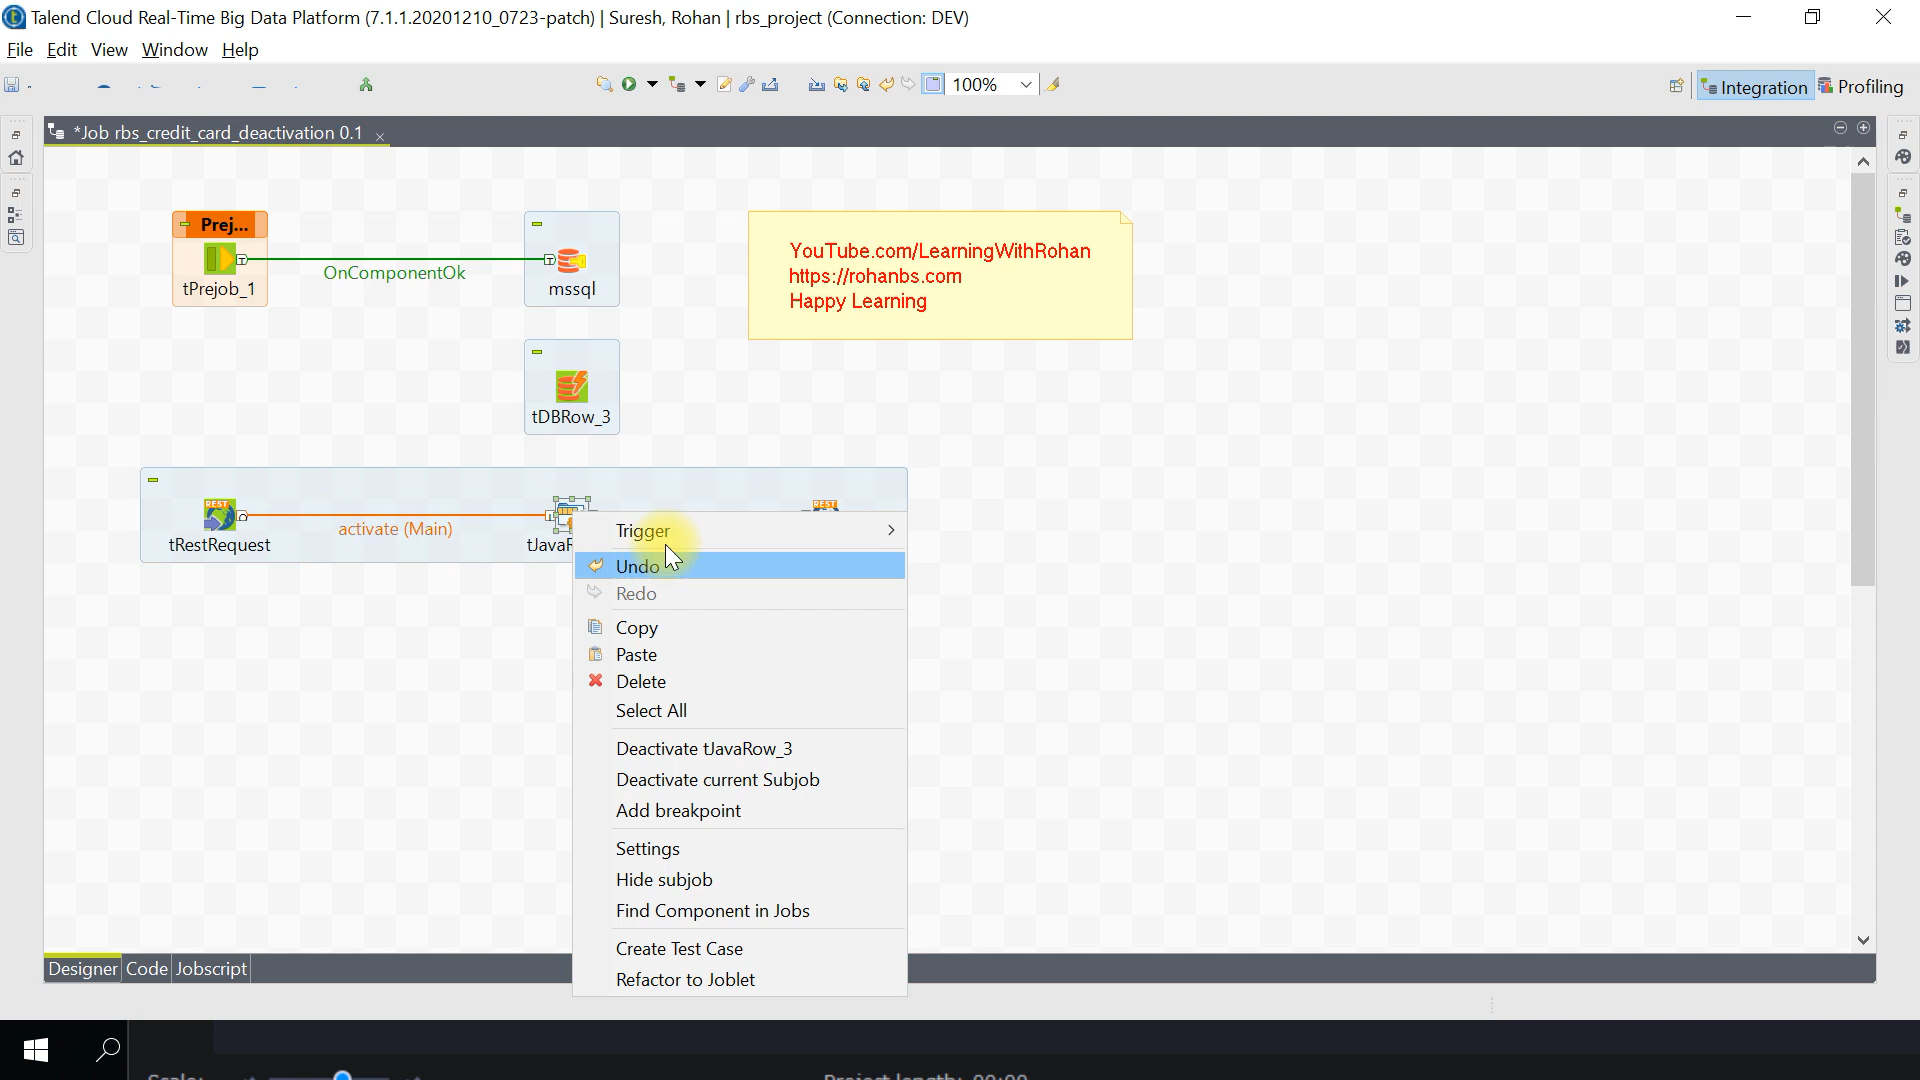 Talend Cloud Real-Time Big Data Platform (7.1.1.20201210_0723-patch) | Suresh, Rohan | rbs_project (Connection: DEV)
File Edit View Window Help
100%
Integration
Profiling
*Job rbs_credit_card_deactivation 0.1
Prej...
tPrejob_1
OnComponentOk
mssql
YouTube.com/LearningWithRohan
https://rohanbs.com
Happy Learning
tDBRow_3
REST
tRestRequest
activate (Main)
REST
Trigger
Undo
Redo
Copy
Paste
Delete
Select All
Deactivate tJavaRow_3
Deactivate current Subjob
Add breakpoint
Settings
Hide subjob
Find Component in Jobs
Create Test Case
Refactor to Joblet
Designer Code Jobscript